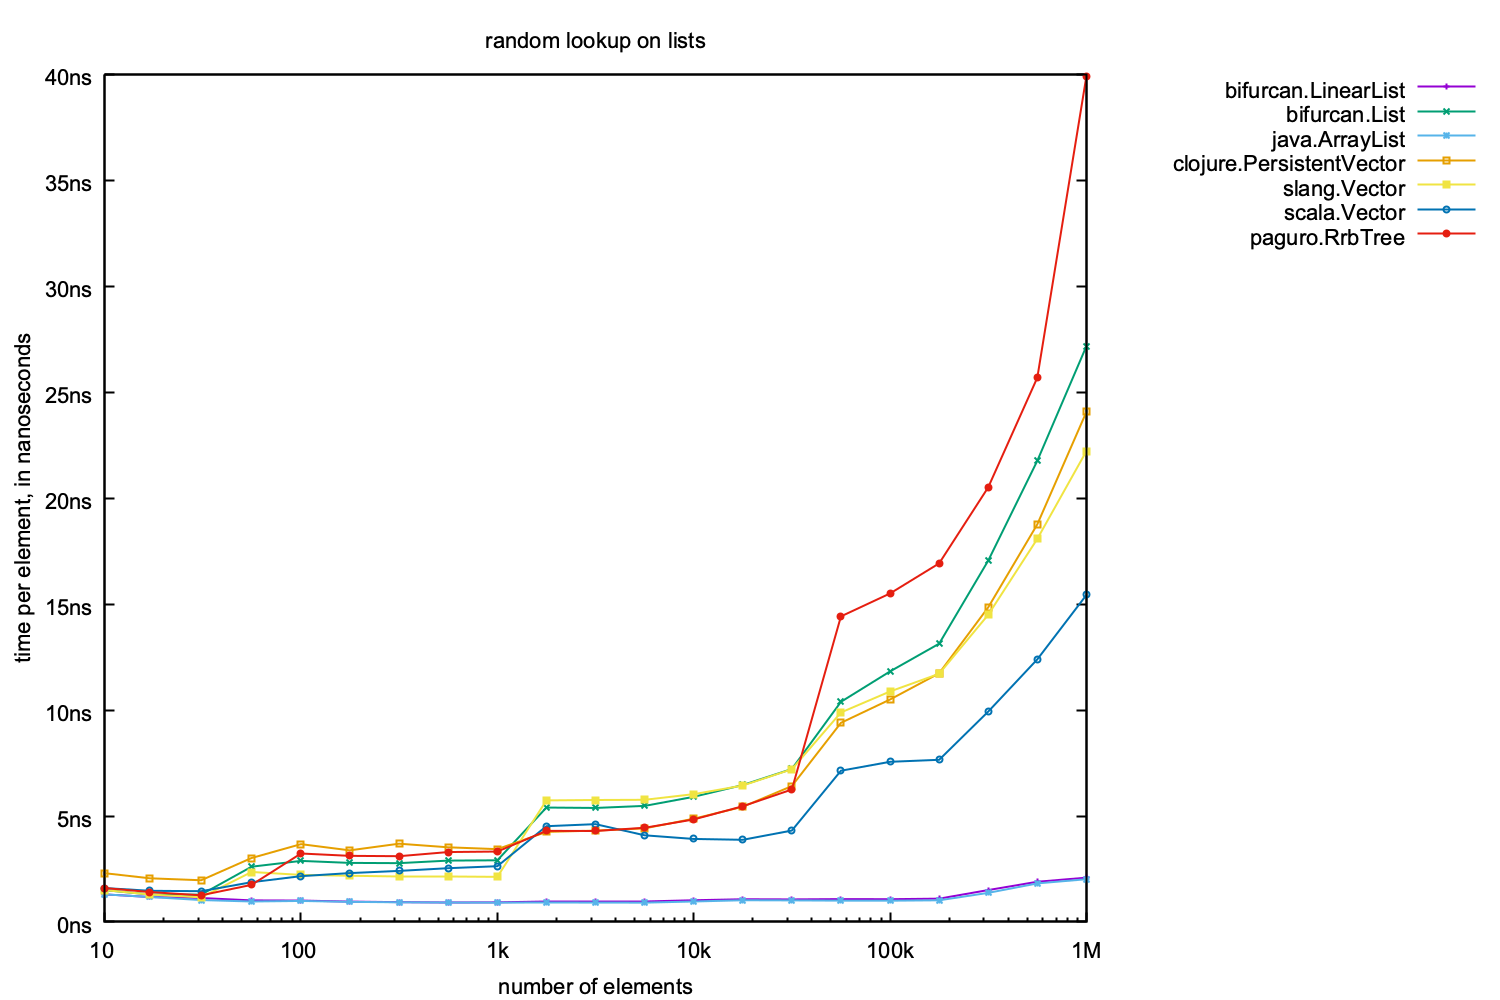 random lookup on lists
40ns
35ns
30ns
25ns
20ns
15ns
10ns
5ns
0ns
time per element, in nanoseconds
10
100
1k
10k
100k
1M
number of elements
bifurcan.LinearList
bifurcan.List
java.ArrayList
clojure.PersistentVector
slang.Vector
scala.Vector
paguro.RrbTree